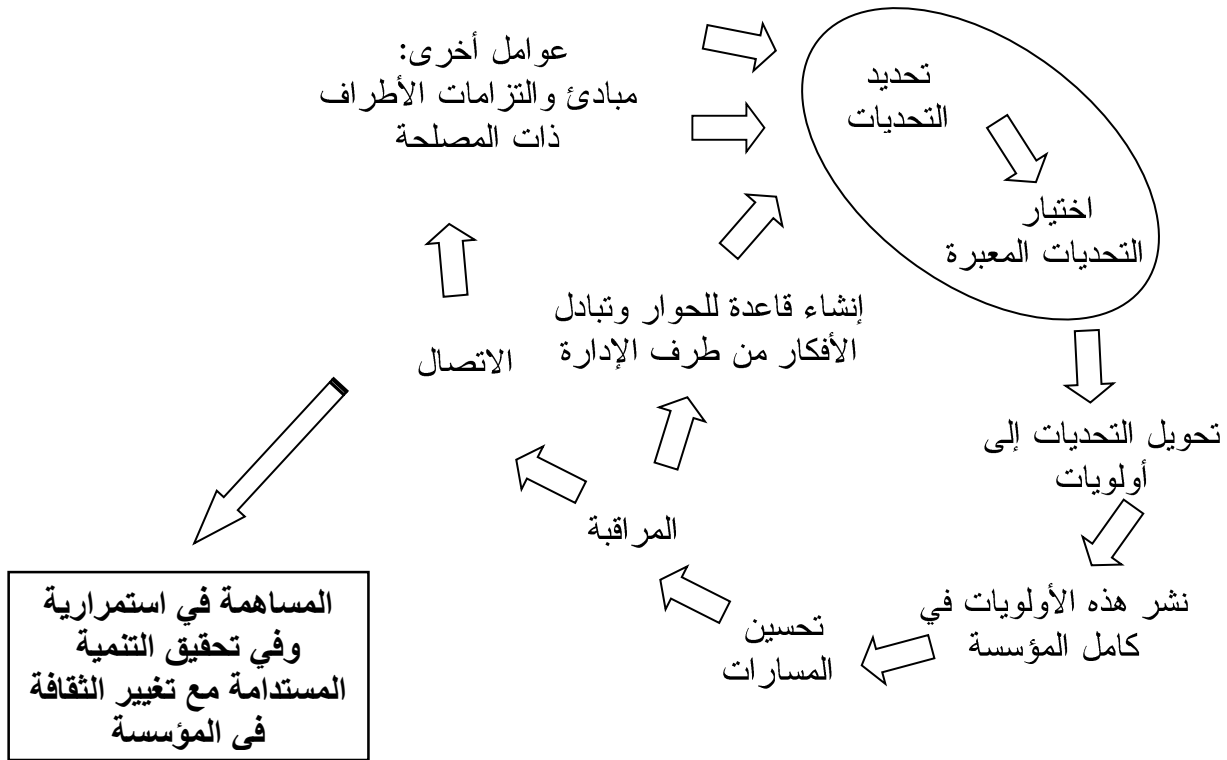 عوامل أخرى:
مبادئ والتزامات الأطراف
ذات المصلحة
تحديد
التحديات
اختيار
التحديات المعبرة
إنشاء قاعدة للحوار وتبادل
الأفكار من طرف الإدارة
الاتصال
تحويل التحديات إلى
أولويات
المراقبة
نشر هذه الأولويات في
كامل المؤسسة
تحسين
المسارات
المساهمة في استمرارية
وفي تحقيق التنمية
المستدامة مع تغيير الثقافة
في المؤسسة